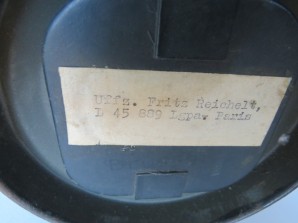 Uffz. Fritz Reichelt,
L 45 809 Lgpa. Paris